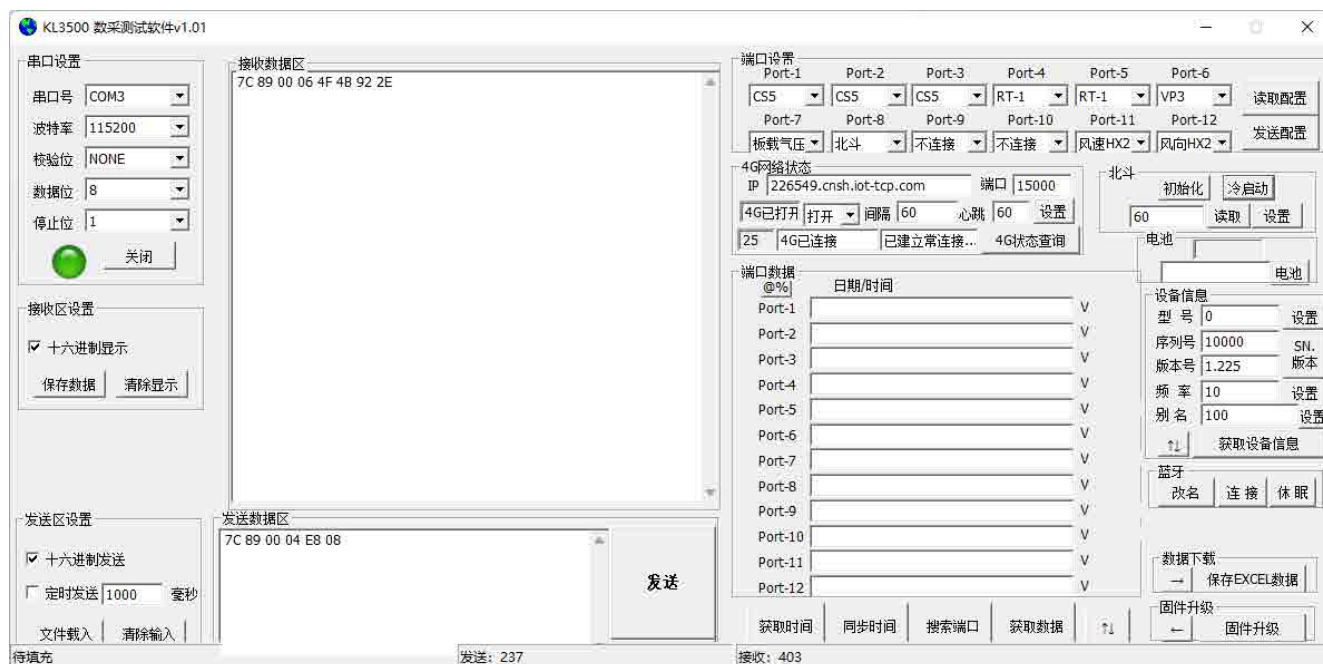 KL3500 数采测试软件v1.01
串口设置
串口号 COM3
波特率 115200
校验位 NONE
数据位 8
停止位 1
关闭
接收区设置
十六进制显示
保存数据 清除显示
发送区设置
十六进制发送
定时发送 1000 毫秒
文件载入 清除输入
接收数据区
7C 89 00 06 4F 4B 92 2E
发送数据区
7C 89 00 04 E8 08
发送
端口设置
Port-1 Port-2 Port-3 Port-4 Port-5 Port-6
CS5 CS5 CS5 RT-1 RT-1 VP3 读取配置
Port-7 Port-8 Port-9 Port-10 Port-11 Port-12
板载气压 北斗 不连接 不连接 风速HX2 风向HX2 发送配置
4G网络状态
IP 226549.cnsh.iot-tcp.com 端口 15000
4G已打开 打开 间隔 60 心跳 60 设置
25 4G已连接 已建立常连接... 4G状态查询
北斗
初始化 冷启动
60 读取 设置
电池
电池
端口数据
@% 日期/时间
Port-1 V
Port-2 V
Port-3 V
Port-4 V
Port-5 V
Port-6 V
Port-7 V
Port-8 V
Port-9 V
Port-10 V
Port-11 V
Port-12 V
获取时间 同步时间 搜索端口 获取数据 ↑↓
设备信息
型 号 0 设置
序列号 10000 SN.
版本号 1.225 版本
频 率 10 设置
别 名 100 设置
↑↓ 获取设备信息
蓝牙
改名 连接 休眠
数据下载
→ 保存EXCEL数据
固件升级
← 固件升级
待填充 发送: 237 接收: 403